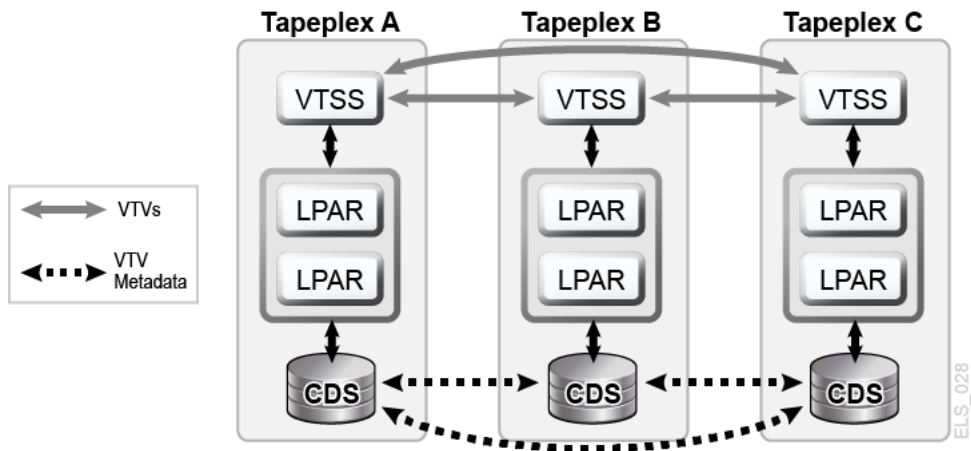 Tapeplex A
Tapeplex B
Tapeplex C
VTSS
VTSS
VTSS
LPAR
LPAR
LPAR
LPAR
LPAR
LPAR
CDS
CDS
CDS
VTVs
VTV
Metadata
ELS_028